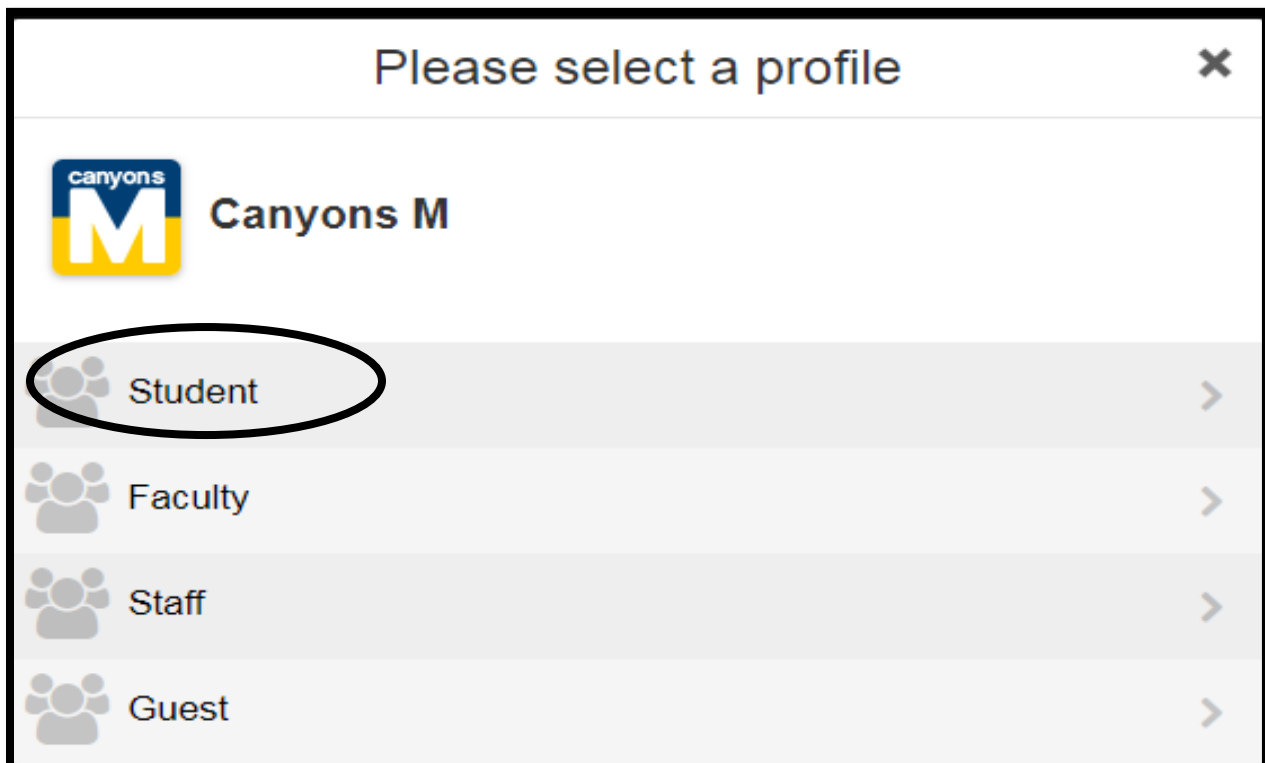 Please select a profile
canyons
M
Canyons M
Student
Faculty
Staff
Guest